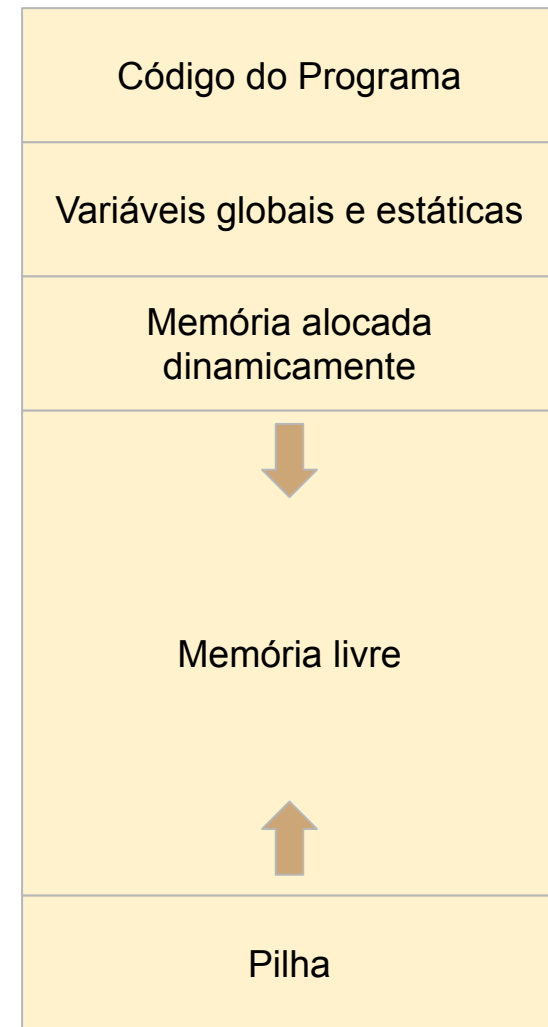 Código do Programa
Variáveis globais e estáticas
Memória alocada
dinamicamente
Memória livre
Pilha